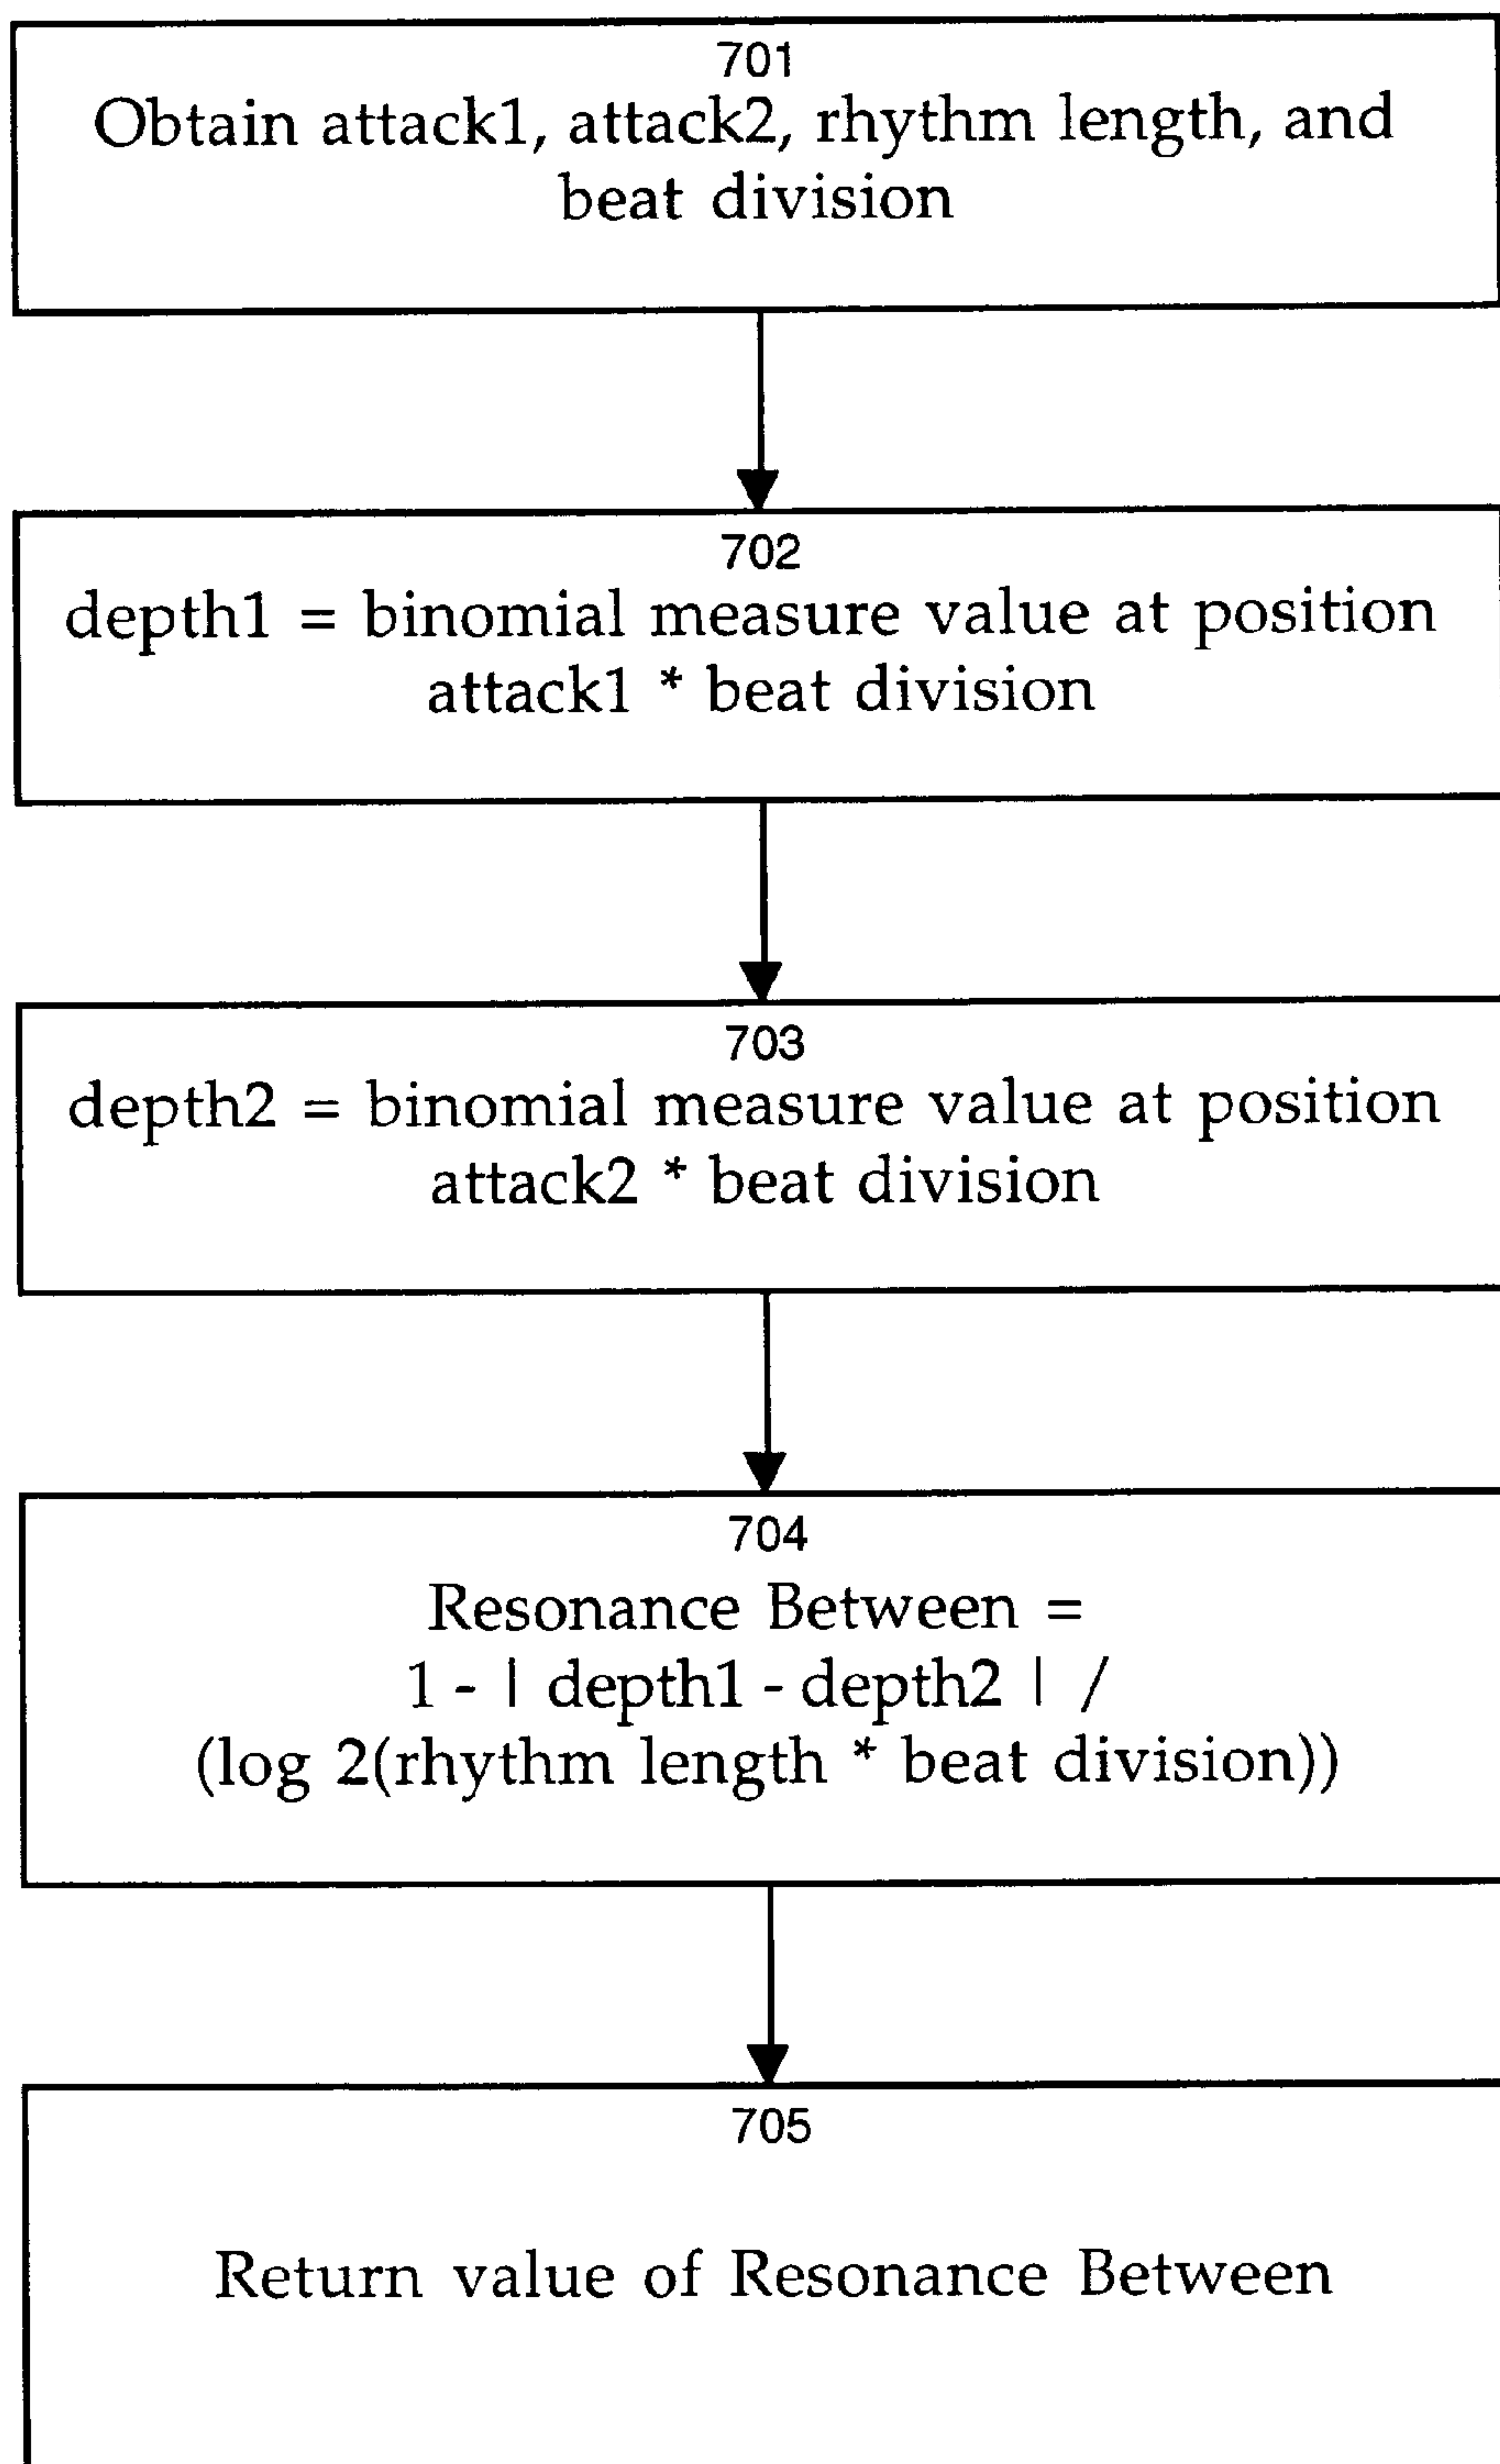 701
Obtain attack1, attack2, rhythm length, and
beat division
702
depth1 = binomial measure value at position
attack1 * beat division
703
depth2 = binomial measure value at position
attack2 * beat division
704
Resonance Between =
1 - | depth1 - depth2 | /
(log 2(rhythm length * beat division))
705
Return value of Resonance Between